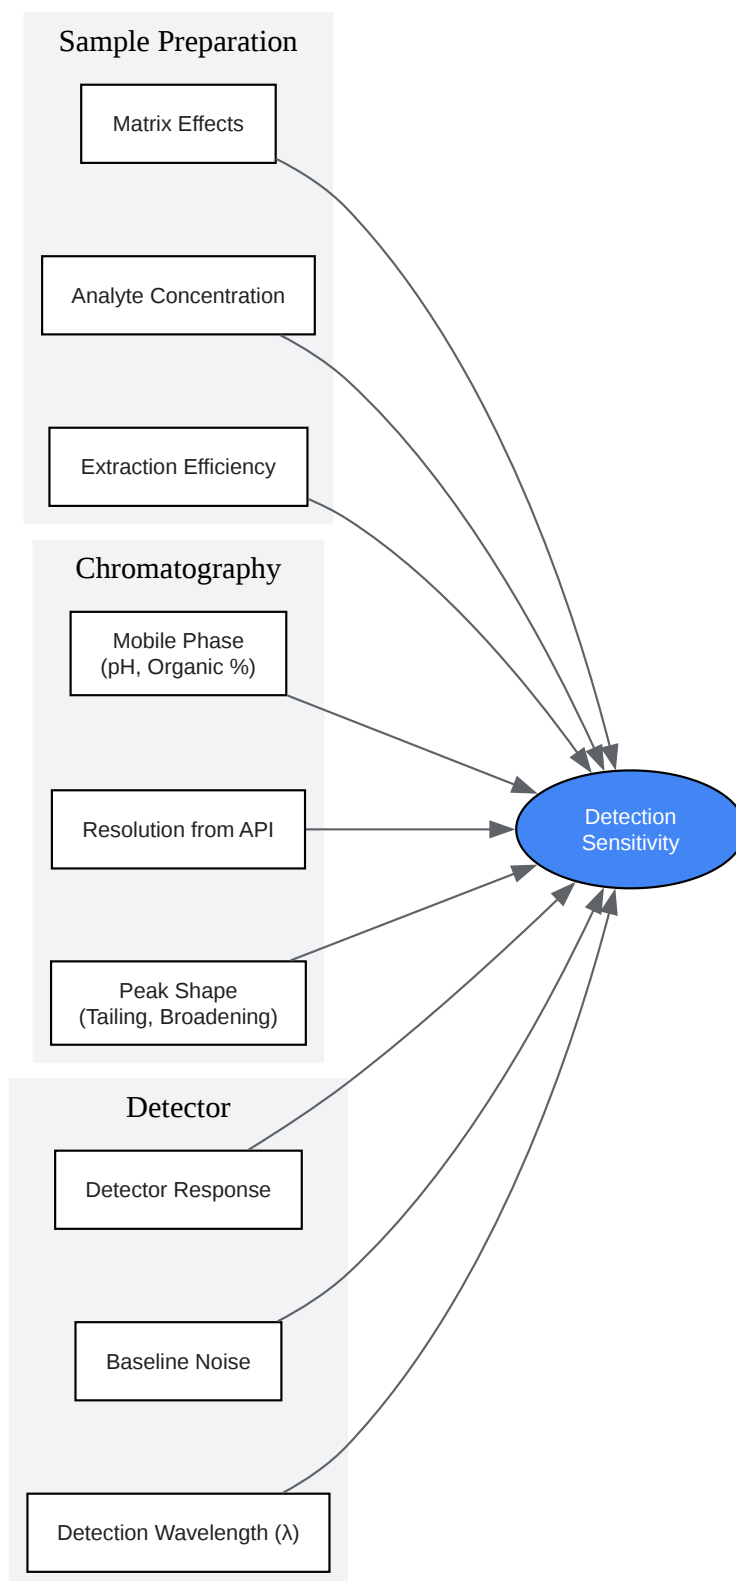 Sample Preparation
Matrix Effects
Analyte Concentration
Extraction Efficiency
Chromatography
Mobile Phase
(pH, Organic %)
Resolution from API
Peak Shape
(Tailing, Broadening)
Detector
Detector Response
Baseline Noise
Detection Wavelength (λ)
Detection
Sensitivity